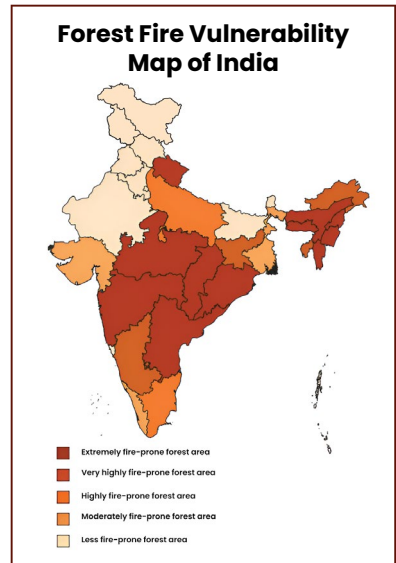 Forest Fire Vulnerability
Map of India
Extremely fire-prone forest area
Very highly fire-prone forest area
Highly fire-prone forest area
Moderately fire-prone forest area
Less fire-prone forest area